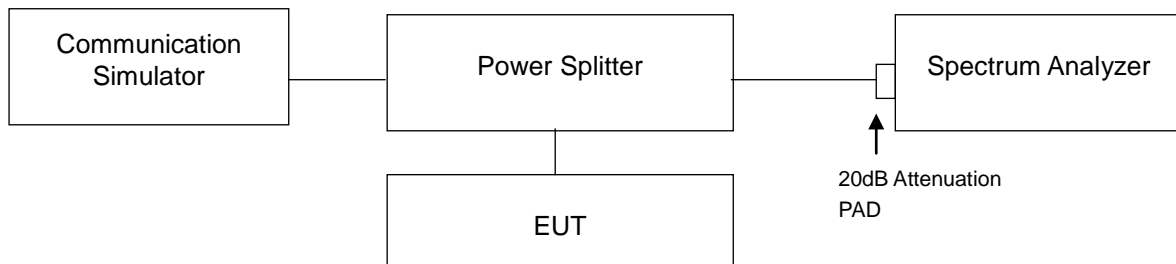 Communication
Simulator
Power Splitter
Spectrum Analyzer
20dB Attenuation
PAD
EUT